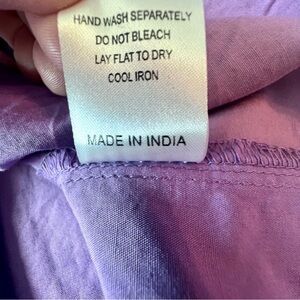 HAND WASH SEPARATELY
DO NOT BLEACH
LAY FLAT TO DRY
COOL IRON
MADE IN INDIA